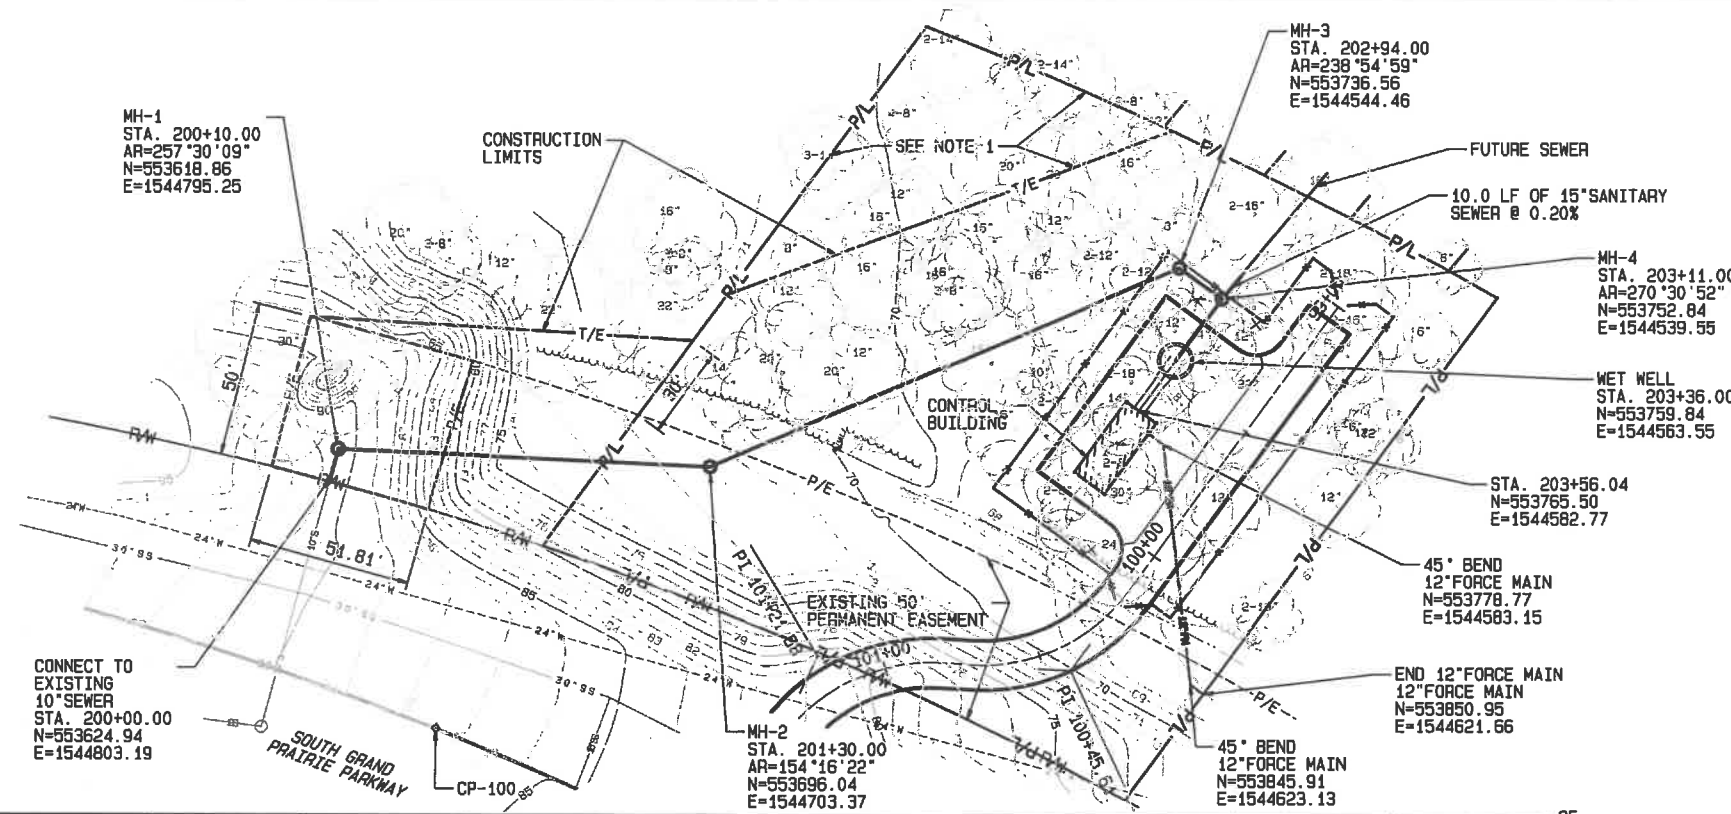 MH-1
STA. 200+10.00
AR=257°30'09"
N=553618.86
E=1544795.25
CONSTRUCTION
LIMITS
SEE NOTE 1
MH-3
STA. 202+94.00
AR=238°54'59"
N=553736.56
E=1544544.46
FUTURE SEWER
10.0 LF OF 15"SANITARY
SEWER @ 0.20%
MH-4
STA. 203+11.00
AR=270°30'52"
N=553752.84
E=1544539.55
WET WELL
STA. 203+36.00
N=553759.84
E=1544563.55
CONTROL
BUILDING
STA. 203+56.04
N=553765.50
E=1544582.77
45° BEND
12"FORCE MAIN
N=553778.77
E=1544583.15
END 12"FORCE MAIN
12"FORCE MAIN
N=553850.95
E=1544621.66
45° BEND
12"FORCE MAIN
N=553845.91
E=1544623.13
EXISTING 50'
PERMANENT EASEMENT
MH-2
STA. 201+30.00
AR=154°16'22"
N=553696.04
E=1544703.37
CONNECT TO
EXISTING
10"SEWER
STA. 200+00.00
N=553624.94
E=1544803.19
SOUTH GRAND
PRAIRIE PARKWAY
CP-100
P/L
P/L
P/L
P/L
P/L
P/L
P/L
P/L
P/L
T/E
T/E
P/E
P/E
R/W
R/W
R/W
R/W
50'
51.81'
30'
100+00
101+00
24"W
24"W
24"W
24"W
30"SS
30"SS